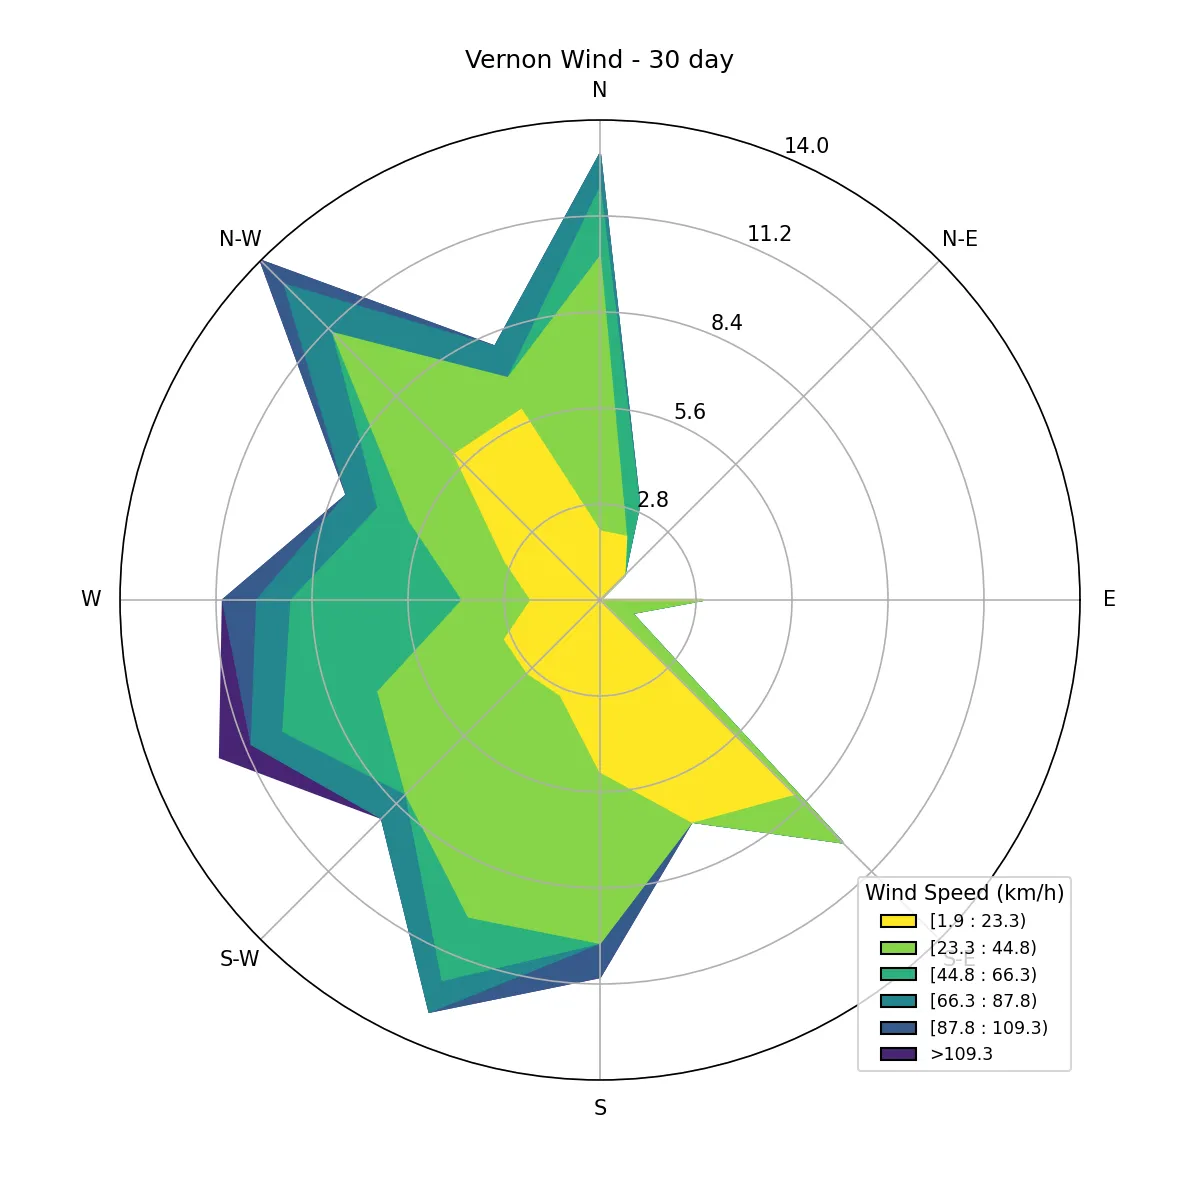 Vernon Wind - 30 day
N
14.0
11.2
N-W
N-E
8.4
5.6
2.8
W
E
Wind Speed (km/h)
[1.9 : 23.3)
[23.3 : 44.8)
S-W
S-E
[44.8 : 66.3)
[66.3 : 87.8)
[87.8 : 109.3)
>109.3
S